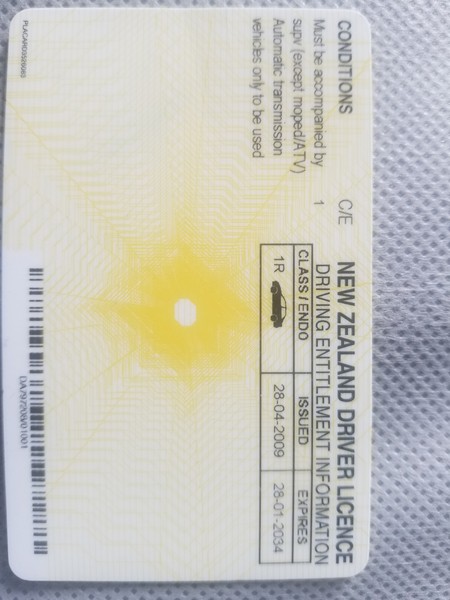 NEW ZEALAND DRIVER LICENCE
DRIVING ENTITLEMENT INFORMATION
CLASS / ENDO ISSUED EXPIRES
1R 28-04-2009 28-01-2034
CONDITIONS C/E
Must be accompanied by 1
supv (except moped/ATV)
Automatic transmission
vehicles only to be used